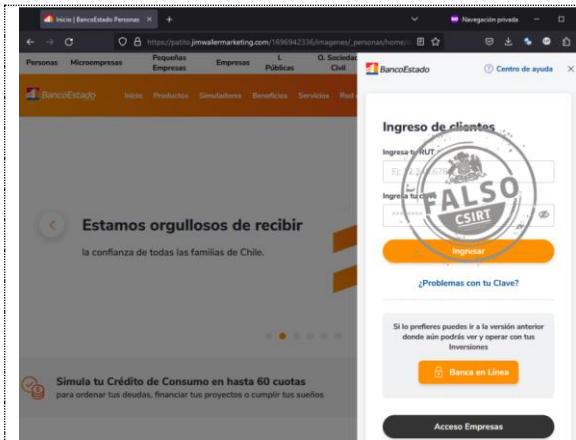 Inicio | BancoEstado Personas
Navegación privada
https://patito.jimwallermarketing.com/1696942336/imagenes/_personas/home/
Personas Microempresas Pequeñas Empresas Empresas I. Públicas O. Sociedad Civil
BancoEstado Inicio Productos Simuladores Beneficios Servicios Red
Estamos orgullosos de recibir
la confianza de todas las familias de Chile.
Simula tu Crédito de Consumo en hasta 60 cuotas
para ordenar tus deudas, financiar tus proyectos o cumplir tus sueños
BancoEstado
Centro de ayuda
Ingreso de clientes
Ingresa tu RUT
Ingresa tu clave
FALSO
CSIRT
Ingresar
¿Problemas con tu Clave?
Si lo prefieres puedes ir a la versión anterior
donde aún podrás ver y operar con tus
Inversiones
Banca en Línea
Acceso Empresas